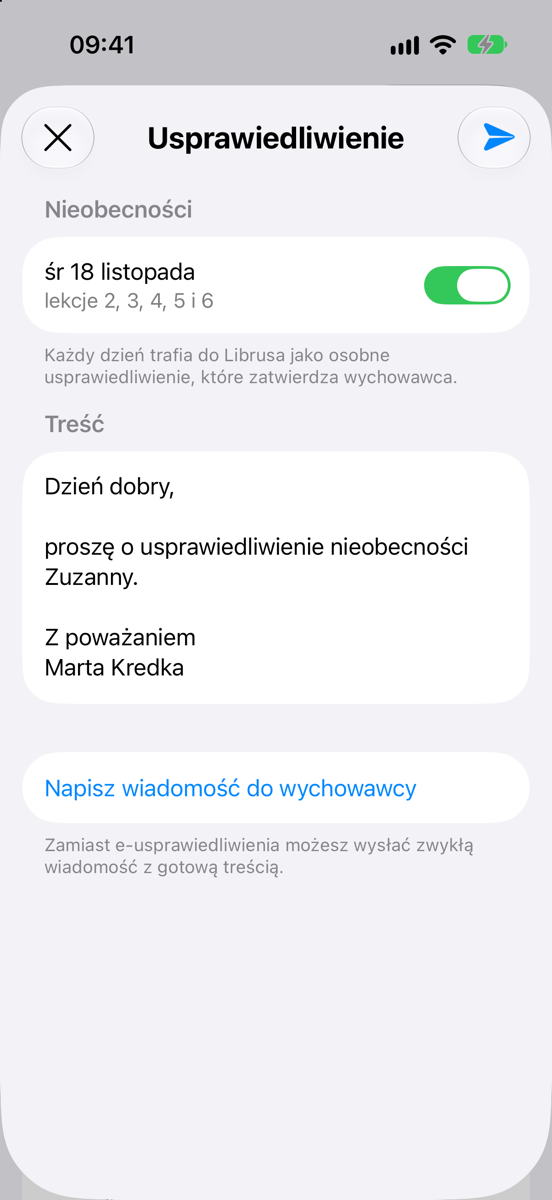 09:41
Usprawiedliwienie
Nieobecności
śr 18 listopada
lekcje 2, 3, 4, 5 i 6
Każdy dzień trafia do Librusa jako osobne
usprawiedliwienie, które zatwierdza wychowawca.
Treść
Dzień dobry,
proszę o usprawiedliwienie nieobecności
Zuzanny.
Z poważaniem
Marta Kredka
Napisz wiadomość do wychowawcy
Zamiast e-usprawiedliwienia możesz wysłać zwykłą
wiadomość z gotową treścią.